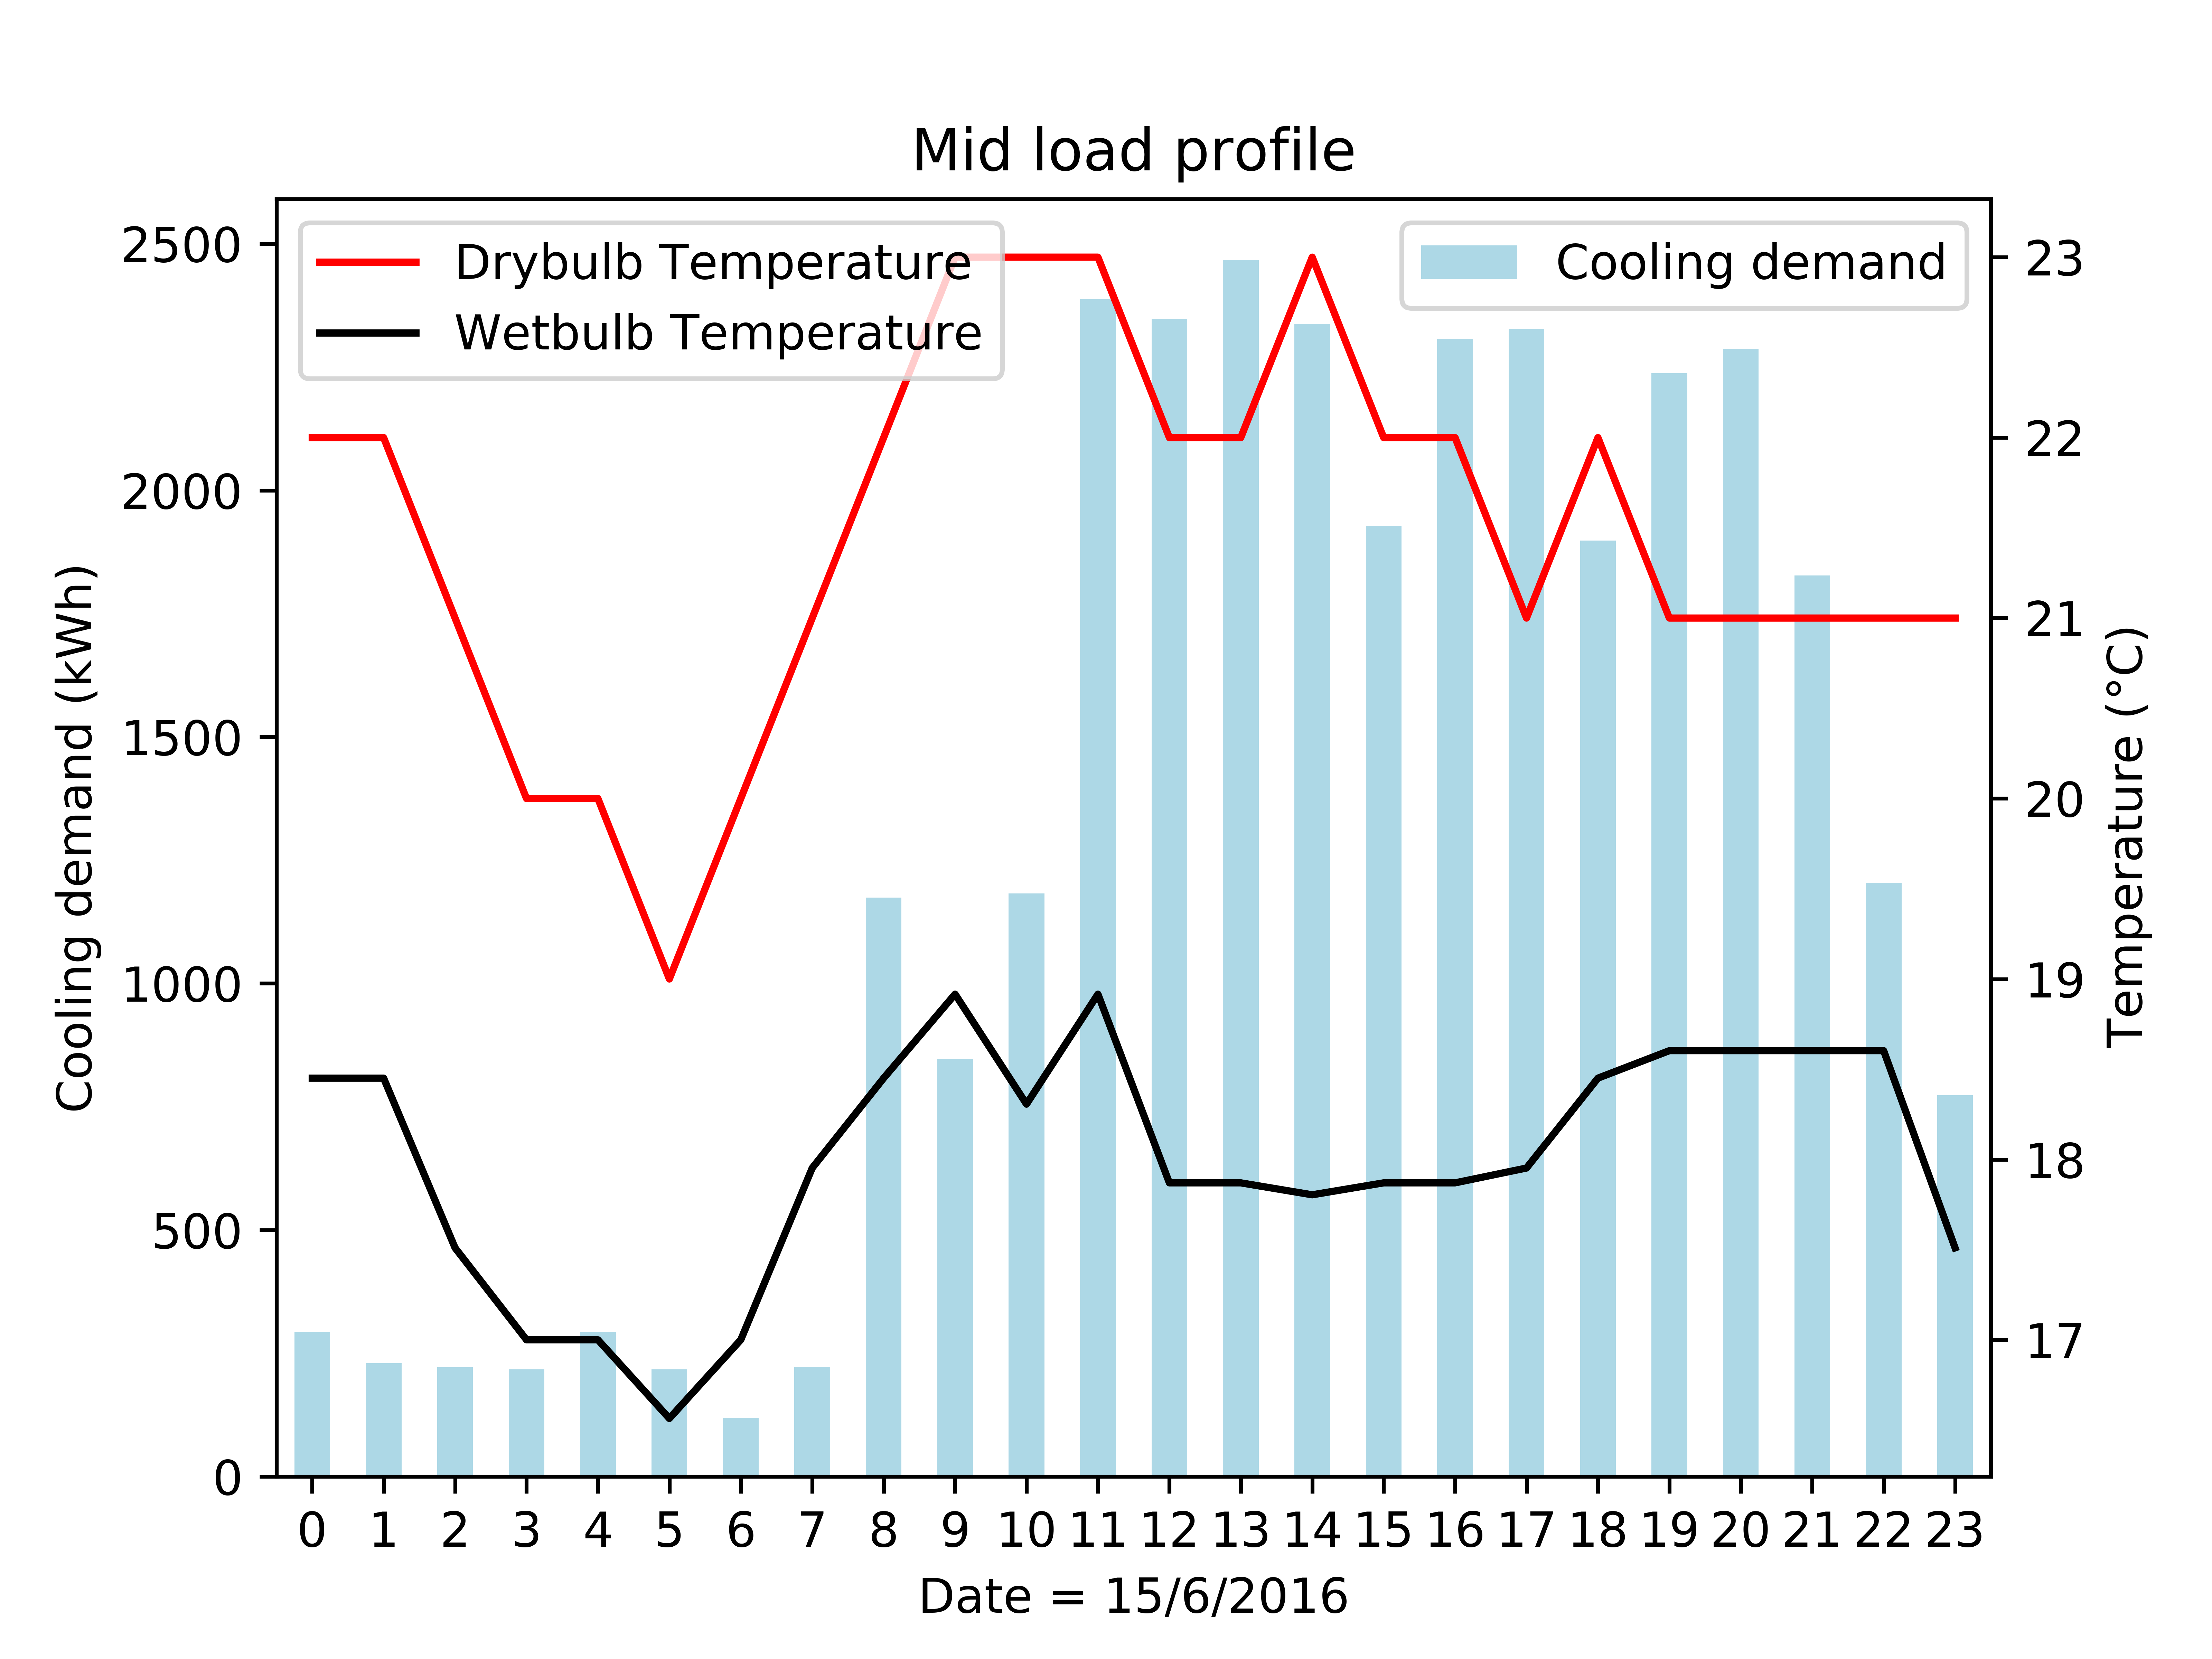 Mid load profile
Drybulb Temperature
Wetbulb Temperature
Cooling demand
Cooling demand (kWh)
2500
2000
1500
1000
500
0
Temperature (°C)
23
22
21
20
19
18
17
0 1 2 3 4 5 6 7 8 9 10 11 12 13 14 15 16 17 18 19 20 21 22 23
Date = 15/6/2016